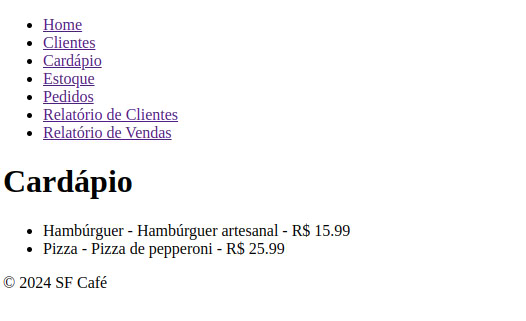 Home
Clientes
Cardápio
Estoque
Pedidos
Relatório de Clientes
Relatório de Vendas
Cardápio
Hambúrguer - Hambúrguer artesanal - R$ 15.99
Pizza - Pizza de pepperoni - R$ 25.99
© 2024 SF Café